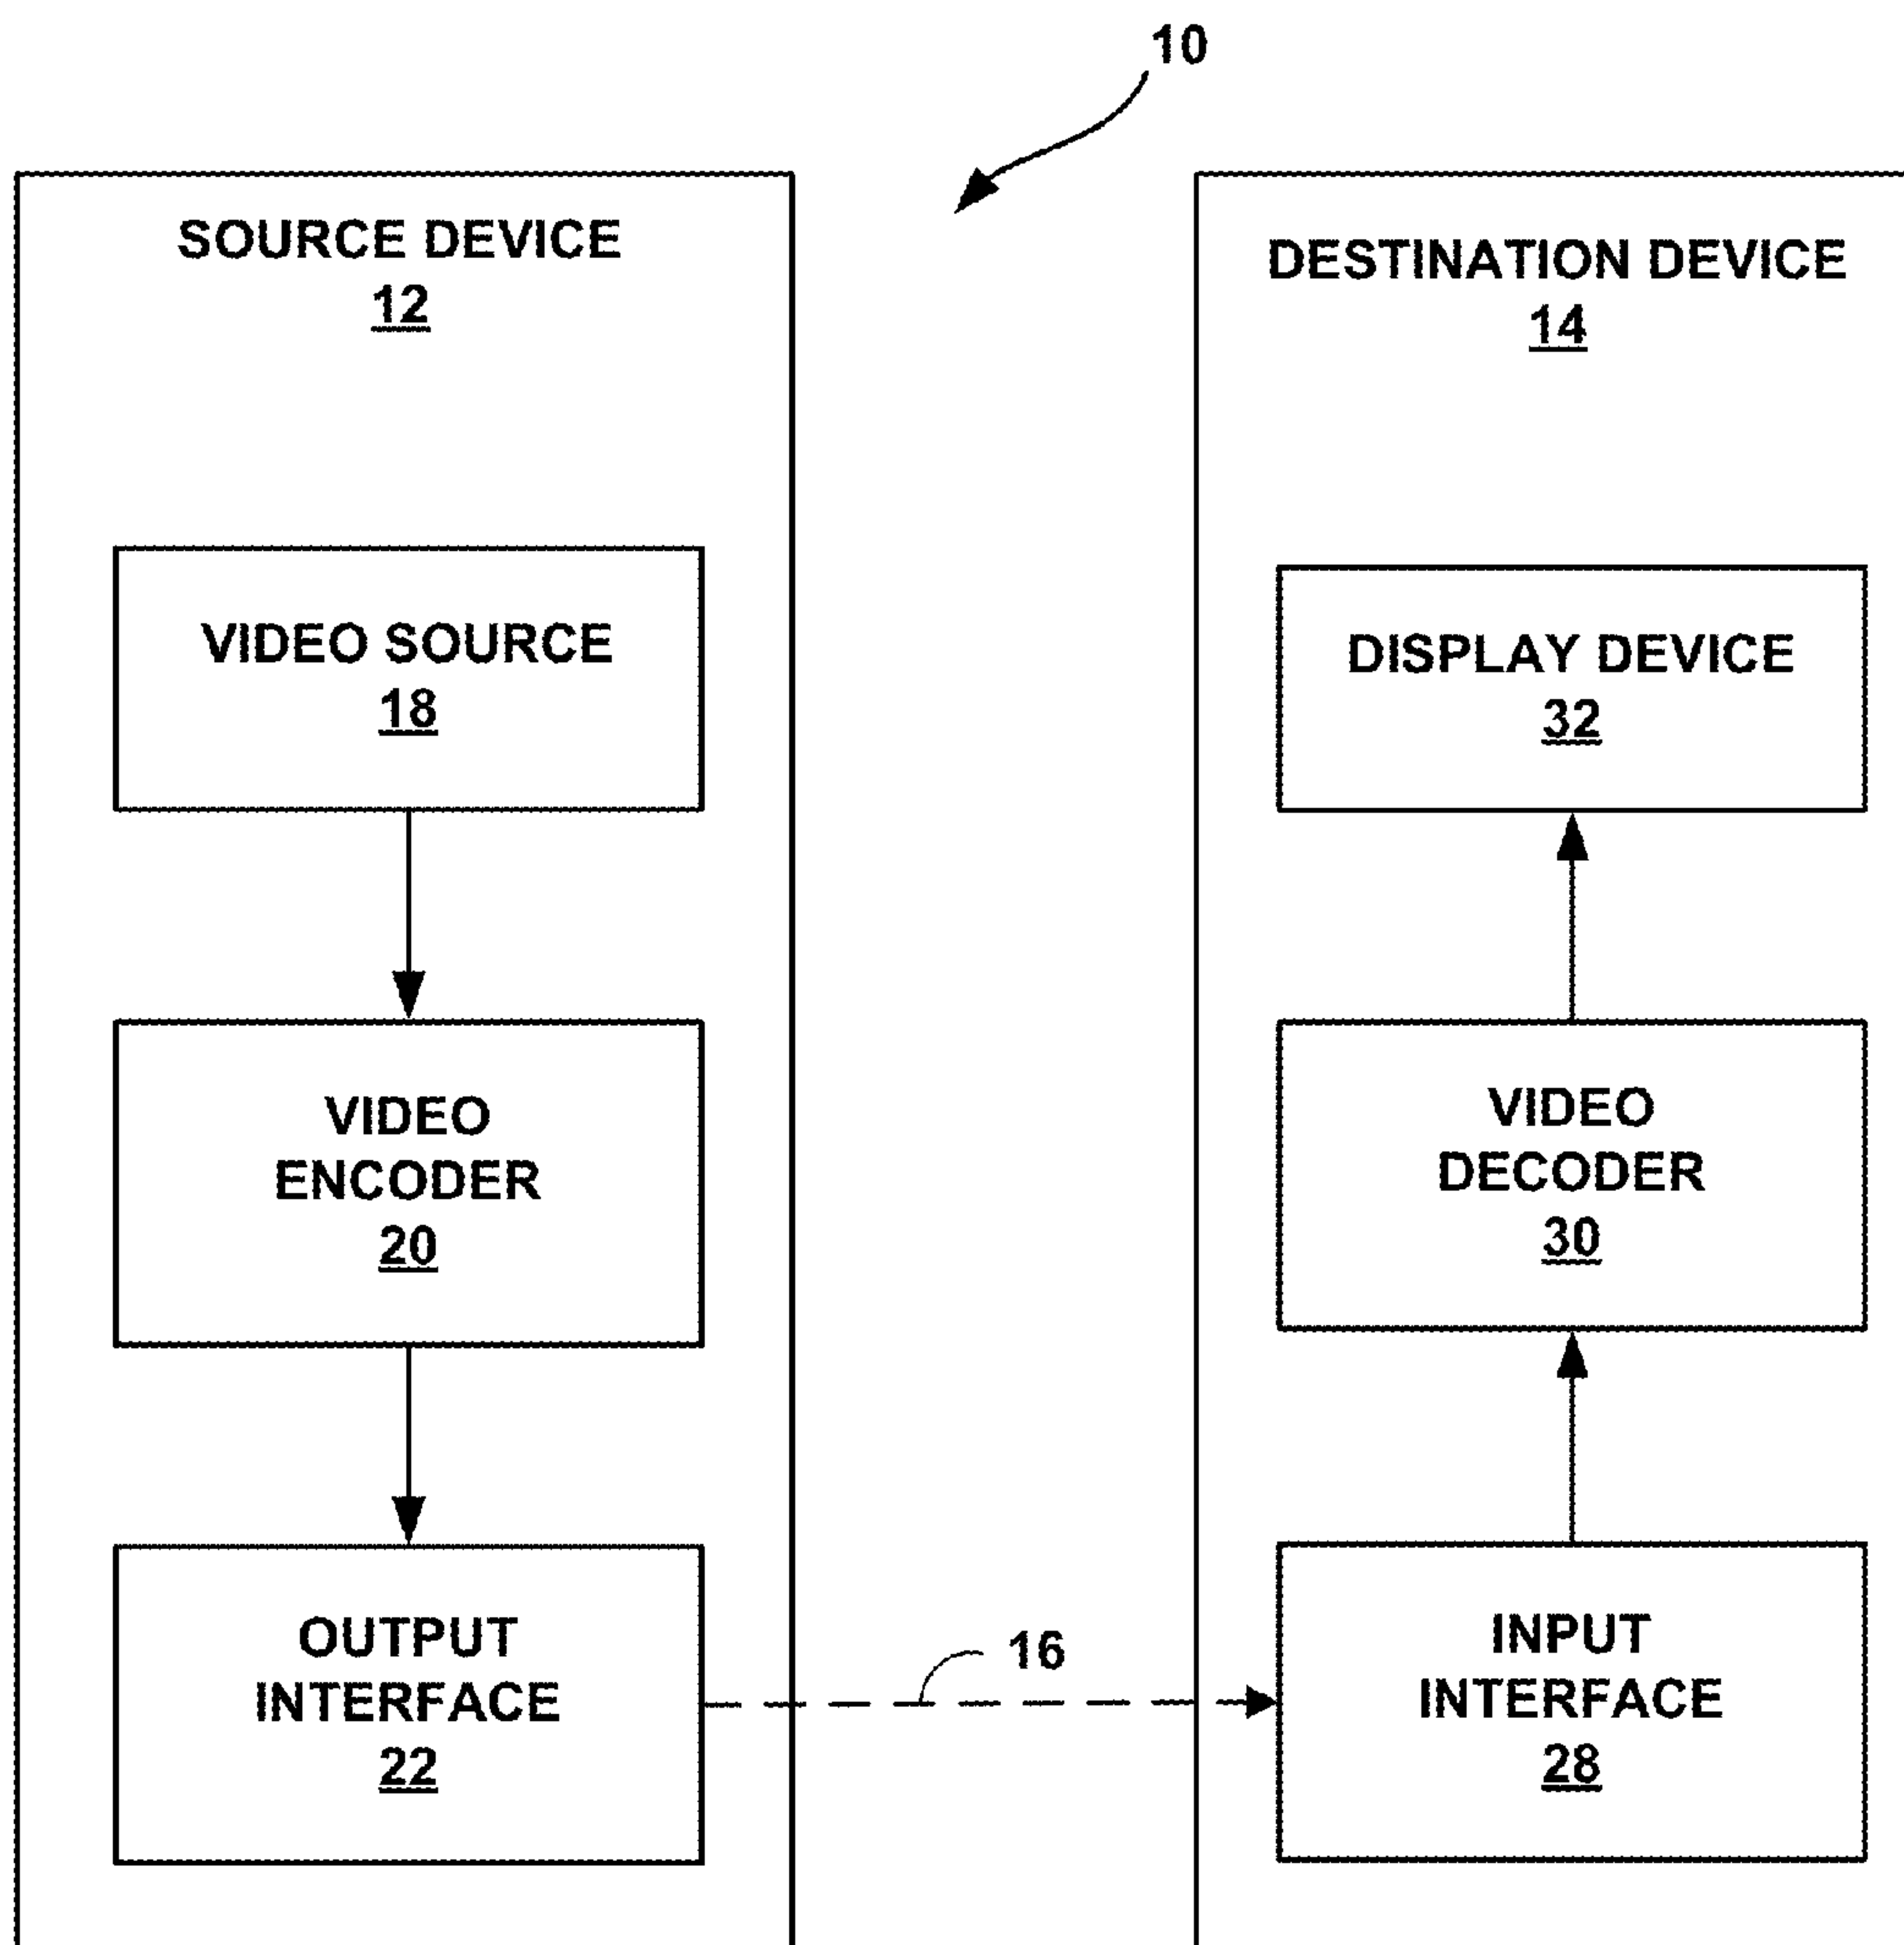 10
SOURCE DEVICE
12
VIDEO SOURCE
18
VIDEO
ENCODER
20
OUTPUT
INTERFACE
22
16
DESTINATION DEVICE
14
DISPLAY DEVICE
32
VIDEO
DECODER
30
INPUT
INTERFACE
28